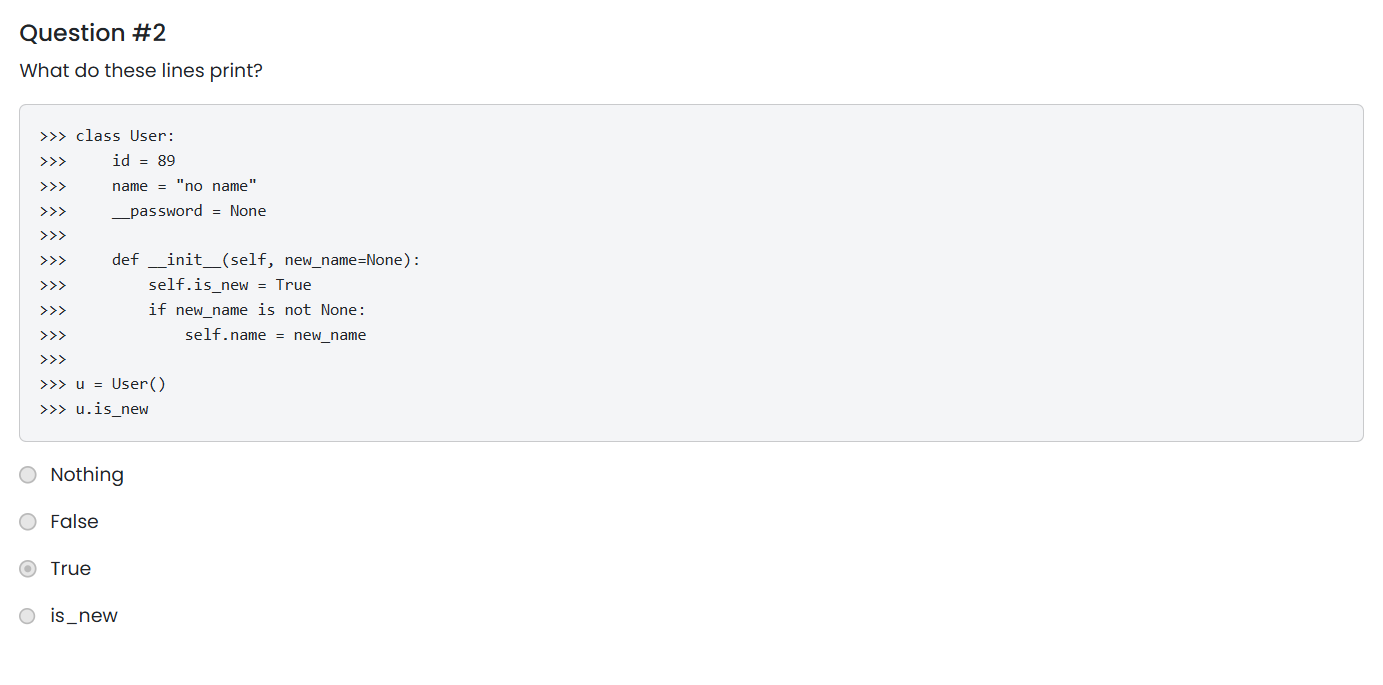 Question #2
What do these lines print?
>>> class User:
>>>     id = 89
>>>     name = "no name"
>>>     __password = None
>>>
>>>     def __init__(self, new_name=None):
>>>         self.is_new = True
>>>         if new_name is not None:
>>>             self.name = new_name
>>>
>>> u = User()
>>> u.is_new
Nothing
False
True
is_new